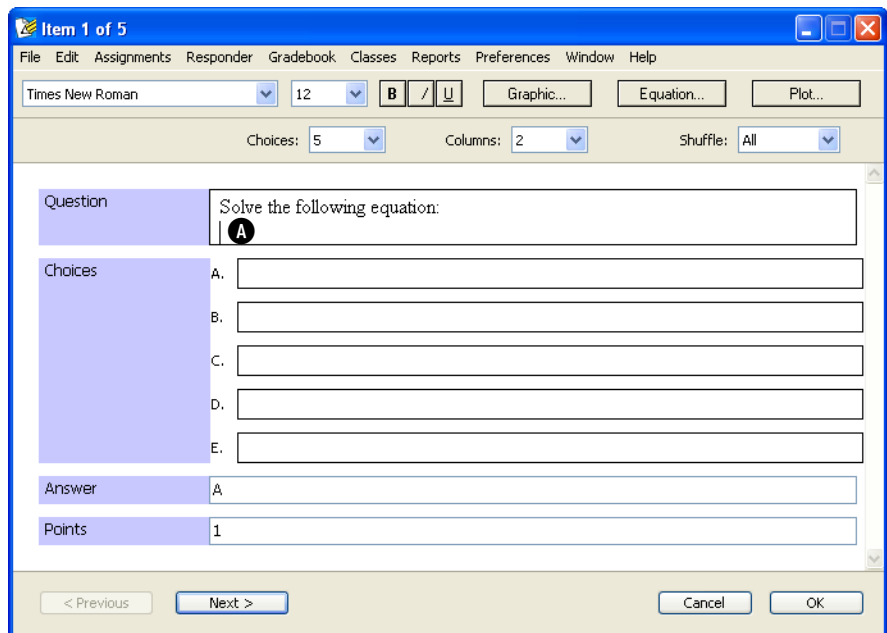 Item 1 of 5
File Edit Assignments Responder Gradebook Classes Reports Preferences Window Help
Times New Roman 12 B I U Graphic... Equation... Plot...
Choices: 5 Columns: 2 Shuffle: All
Question Solve the following equation:
A
Choices A.
B.
C.
D.
E.
Answer A
Points 1
< Previous Next > Cancel OK